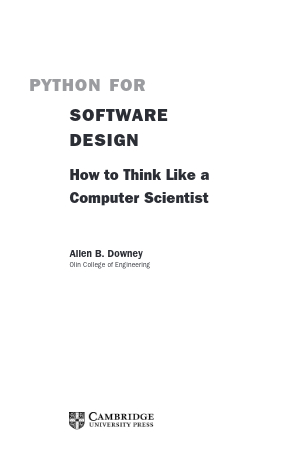 PYTHON FOR
SOFTWARE
DESIGN
How to Think Like a
Computer Scientist
Allen B. Downey
Olin College of Engineering
CAMBRIDGE
UNIVERSITY PRESS